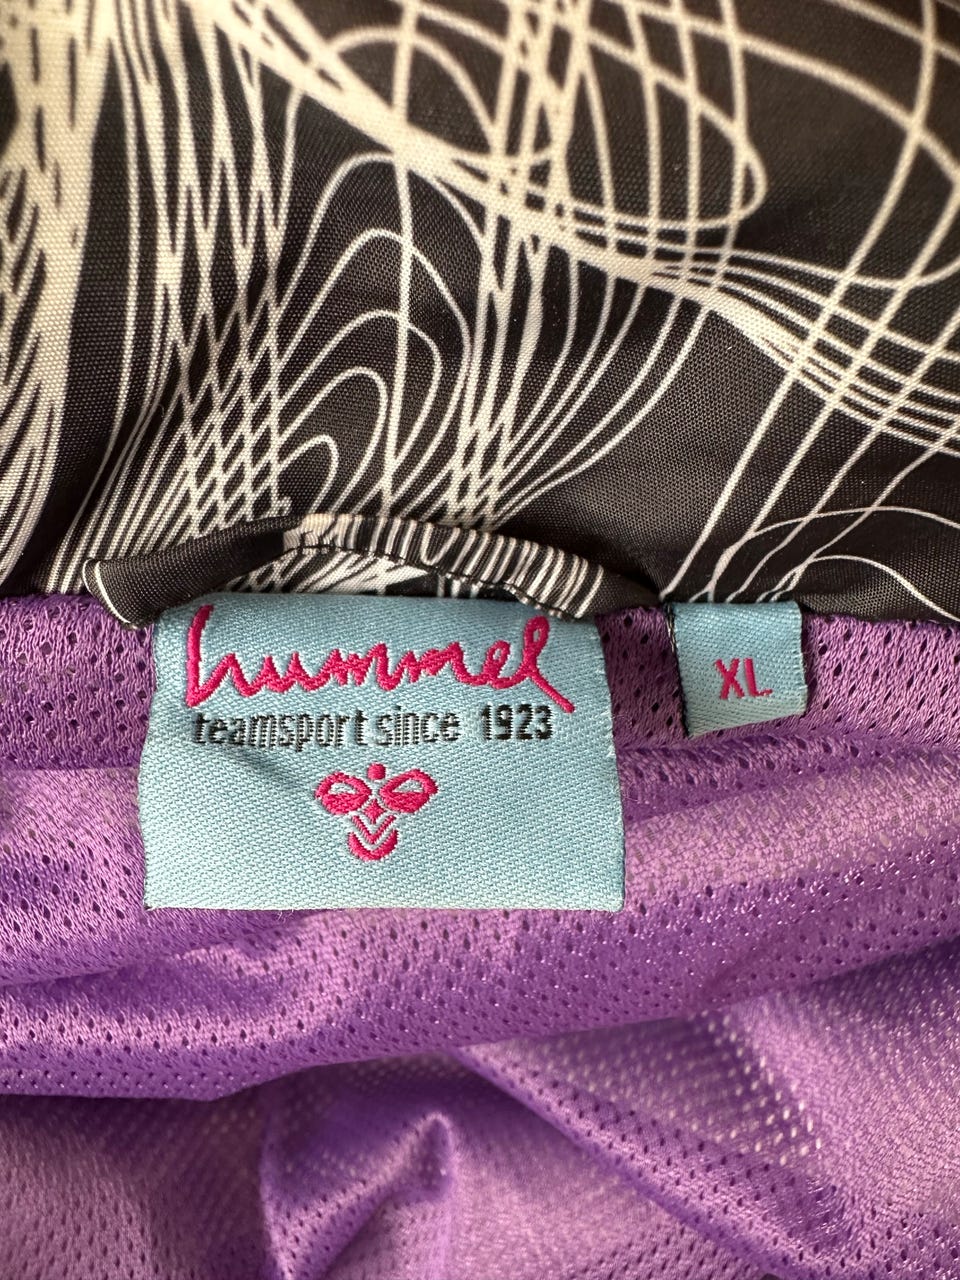 hummel
teamsport since 1923
XL